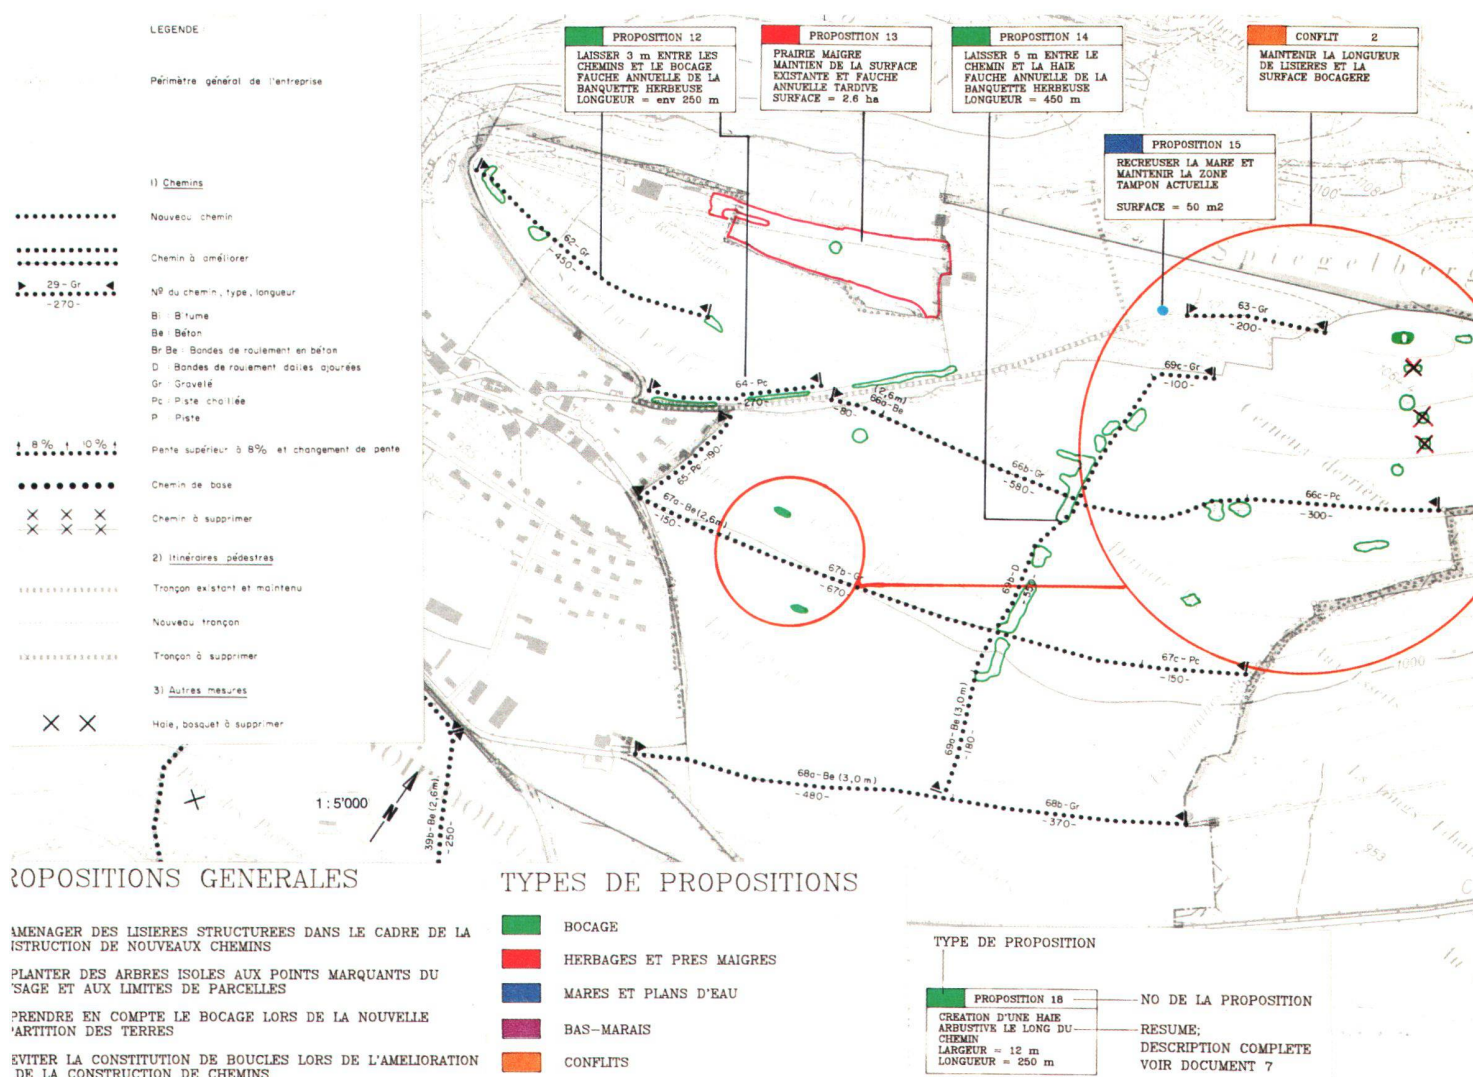 LEGENDE
Périmètre général de l'entreprise
1) Chemins
Nouveau chemin
Chemin à améliorer
29-Gr
-270-
Nº du chemin, type, longueur
Bi : Bitume
Be : Béton
Br Be : Bandes de roulement en béton
D : Bandes de roulement dalles ajourées
Gr : Gravelé
Pc : Piste chaillée
P : Piste
8% 10%
Pente supérieur à 8% et changement de pente
Chemin de base
Chemin à supprimer
2) Itinéraires pédestres
Tronçon existant et maintenu
Nouveau tronçon
Tronçon à supprimer
3) Autres mesures
Haie, bosquet à supprimer
PROPOSITION 12
LAISSER 3 m ENTRE LES
CHEMINS ET LE BOCAGE
FAUCHE ANNUELLE DE LA
BANQUETTE HERBEUSE
LONGUEUR = env 250 m
PROPOSITION 13
PRAIRIE MAIGRE
MAINTIEN DE LA SURFACE
EXISTANTE ET FAUCHE
ANNUELLE TARDIVE
SURFACE = 2.6 ha
PROPOSITION 14
LAISSER 5 m ENTRE LE
CHEMIN ET LA HAIE
FAUCHE ANNUELLE DE LA
BANQUETTE HERBEUSE
LONGUEUR = 450 m
CONFLIT 2
MAINTENIR LA LONGUEUR
DE LISIERES ET LA
SURFACE BOCAGERE
PROPOSITION 15
RECREUSER LA MARE ET
MAINTENIR LA ZONE
TAMPON ACTUELLE
SURFACE = 50 m2
1100
Spiegelberg
62-Gr
-450-
63-Gr
-200-
69c-Gr
-100-
64-Pc
-270-
(2,6m)
66a-Be
-80-
65-Pc -190-
66b-Gr
-580-
66c-Pc
-300-
67a-Be(2,6m)
-150-
67b-Gr
-670-
69b-D
67c-Pc
-150-
1000
69a-Be(3,0m)
-180-
68a-Be (3,0 m)
-480-
68b-Gr
-370-
39b-Be(2,6m)
-250-
1:5'000
N
953
ROPOSITIONS GENERALES
AMENAGER DES LISIERES STRUCTUREES DANS LE CADRE DE LA
NSTRUCTION DE NOUVEAUX CHEMINS
PLANTER DES ARBRES ISOLES AUX POINTS MARQUANTS DU
SAGE ET AUX LIMITES DE PARCELLES
PRENDRE EN COMPTE LE BOCAGE LORS DE LA NOUVELLE
ARTITION DES TERRES
EVITER LA CONSTITUTION DE BOUCLES LORS DE L'AMELIORATION
DE LA CONSTRUCTION DE CHEMINS
TYPES DE PROPOSITIONS
BOCAGE
HERBAGES ET PRES MAIGRES
MARES ET PLANS D'EAU
BAS-MARAIS
CONFLITS
TYPE DE PROPOSITION
PROPOSITION 18
CREATION D'UNE HAIE
ARBUSTIVE LE LONG DU
CHEMIN
LARGEUR = 12 m
LONGUEUR = 250 m
NO DE LA PROPOSITION
RESUME;
DESCRIPTION COMPLETE
VOIR DOCUMENT 7